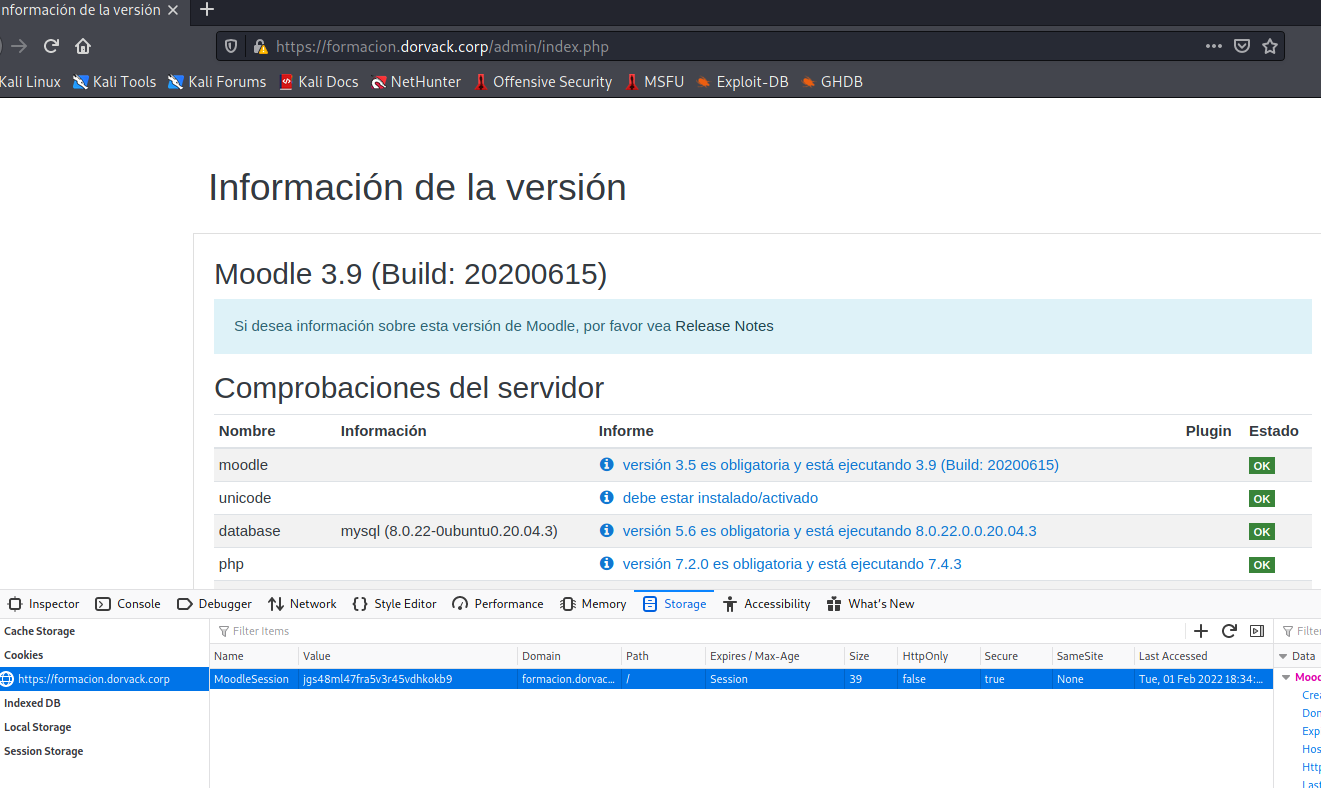 nformación de la versión
https://formacion.dorvack.corp/admin/index.php
Kali Linux Kali Tools Kali Forums Kali Docs NetHunter Offensive Security MSFU Exploit-DB GHDB
Información de la versión
Moodle 3.9 (Build: 20200615)
Si desea información sobre esta versión de Moodle, por favor vea Release Notes
Comprobaciones del servidor
Nombre Información Informe Plugin Estado
moodle versión 3.5 es obligatoria y está ejecutando 3.9 (Build: 20200615) OK
unicode debe estar instalado/activado OK
database mysql (8.0.22-0ubuntu0.20.04.3) versión 5.6 es obligatoria y está ejecutando 8.0.22.0.0.20.04.3 OK
php versión 7.2.0 es obligatoria y está ejecutando 7.4.3 OK
Inspector Console Debugger Network Style Editor Performance Memory Storage Accessibility What's New
Cache Storage Filter Items Filter
Cookies Name Value Domain Path Expires / Max-Age Size HttpOnly Secure SameSite Last Accessed Data
https://formacion.dorvack.corp MoodleSession jgs48ml47fra5v3r45vdhkokb9 formacion.dorvac... / Session 39 false true None Tue, 01 Feb 2022 18:34:... Mood
Indexed DB Crea
Local Storage Dom
Session Storage Exp
Hos
Http
Last